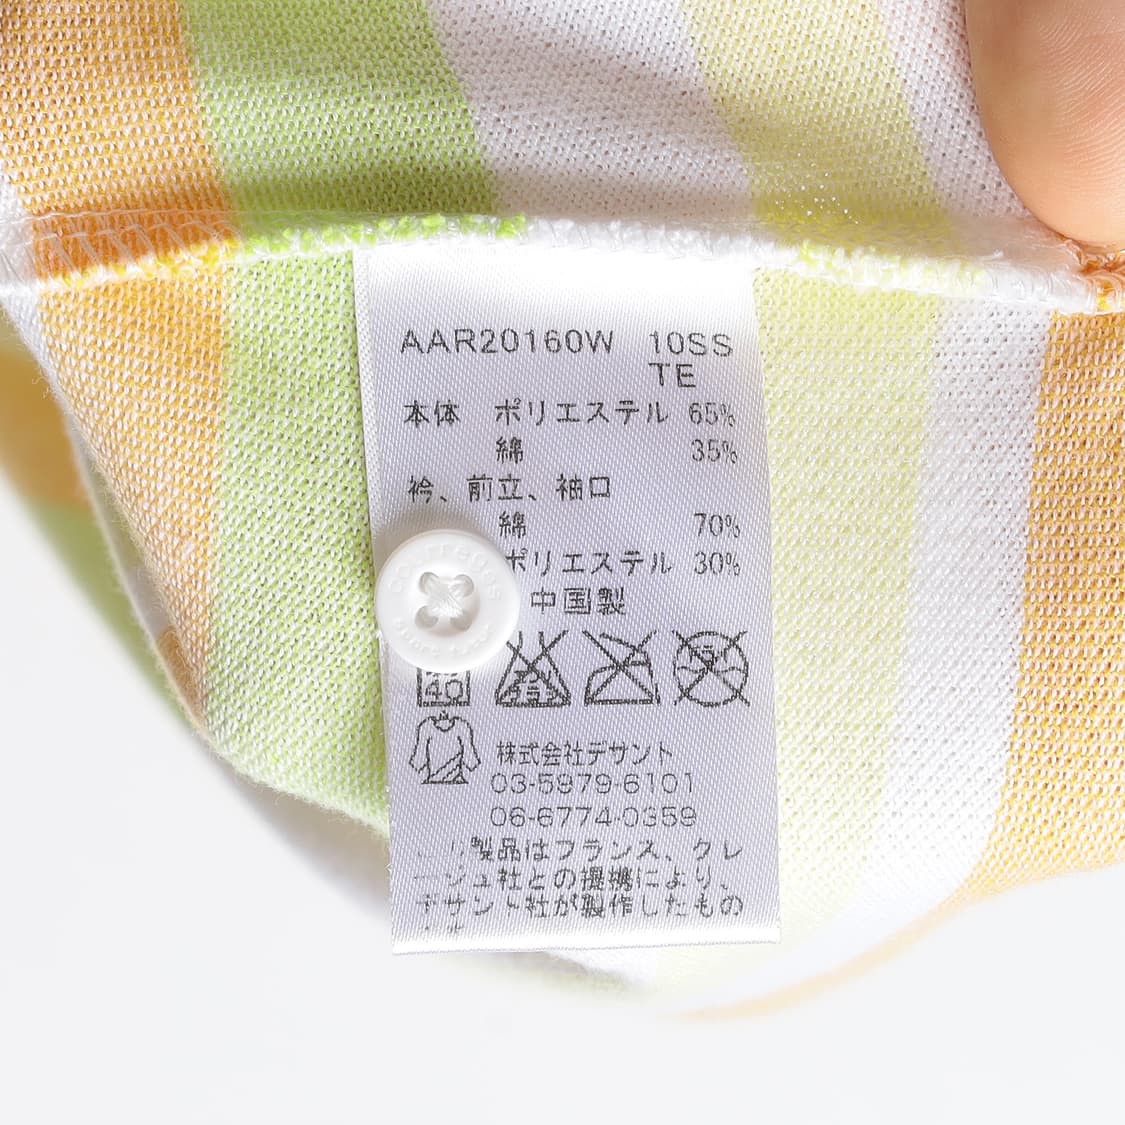 AAR20160W 10SS
TE
本体 ポリエステル 65%
綿 35%
衿、前立、袖口
綿 70%
ポリエステル 30%
中国製
40
株式会社デサント
03-5979-6101
06-6774-0359
製品はフランス、クレ
ージュ社との提携により、
デサント社が製作したもの